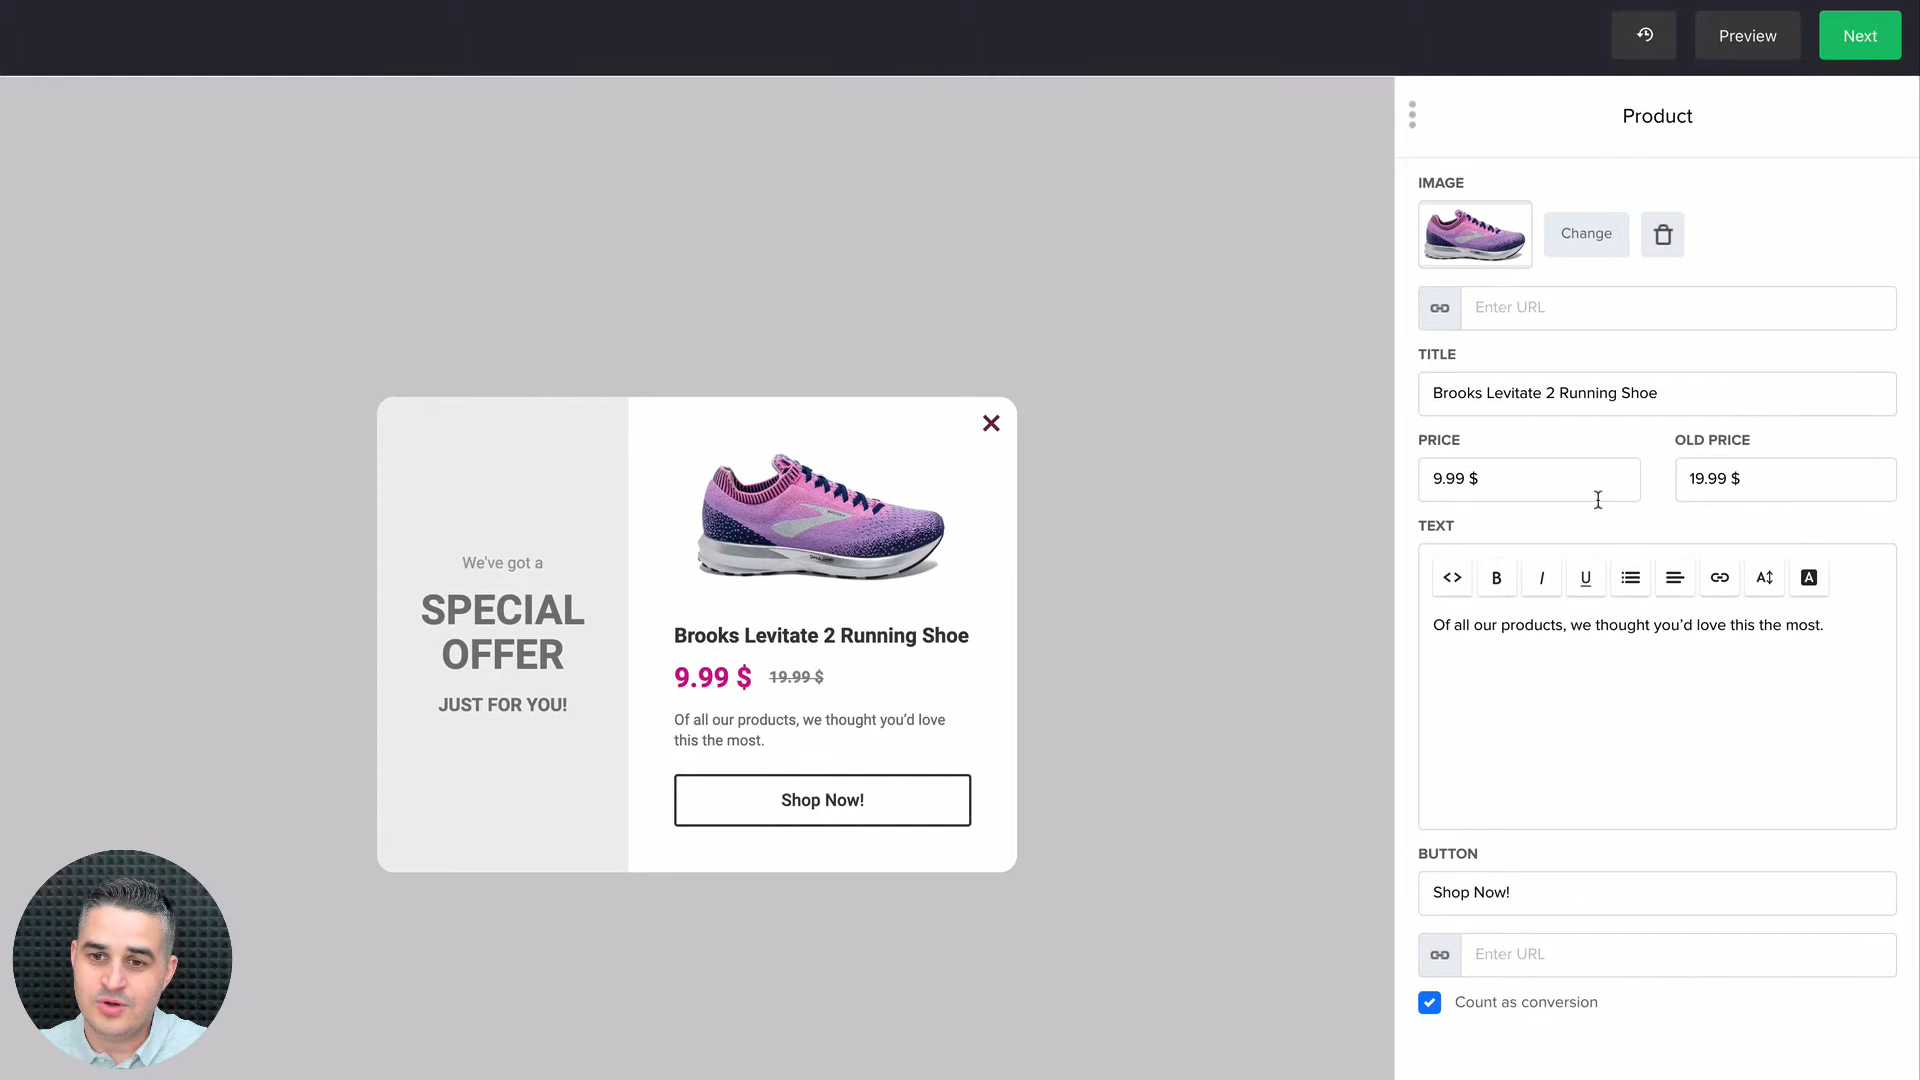 Preview
Next
Product
IMAGE
Change
Enter URL
TITLE
Brooks Levitate 2 Running Shoe
PRICE
OLD PRICE
9.99 $
19.99 $
TEXT
<> B I U A A
Of all our products, we thought you’d love this the most.
BUTTON
Shop Now!
Enter URL
Count as conversion
We've got a
SPECIAL
OFFER
JUST FOR YOU!
Brooks Levitate 2 Running Shoe
9.99 $ 19.99 $
Of all our products, we thought you’d love
this the most.
Shop Now!